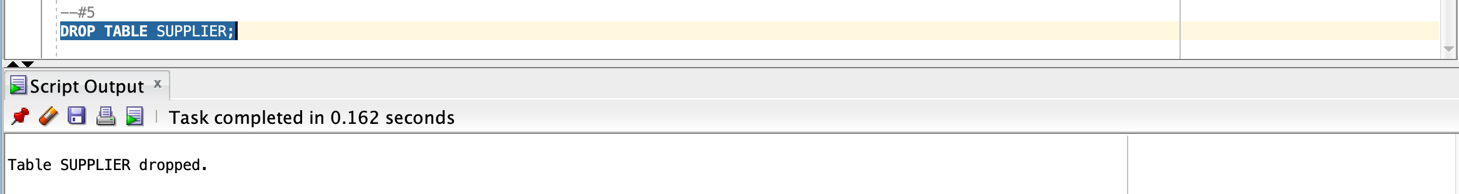 --#5
DROP TABLE SUPPLIER;
Script Output x
Task completed in 0.162 seconds
Table SUPPLIER dropped.